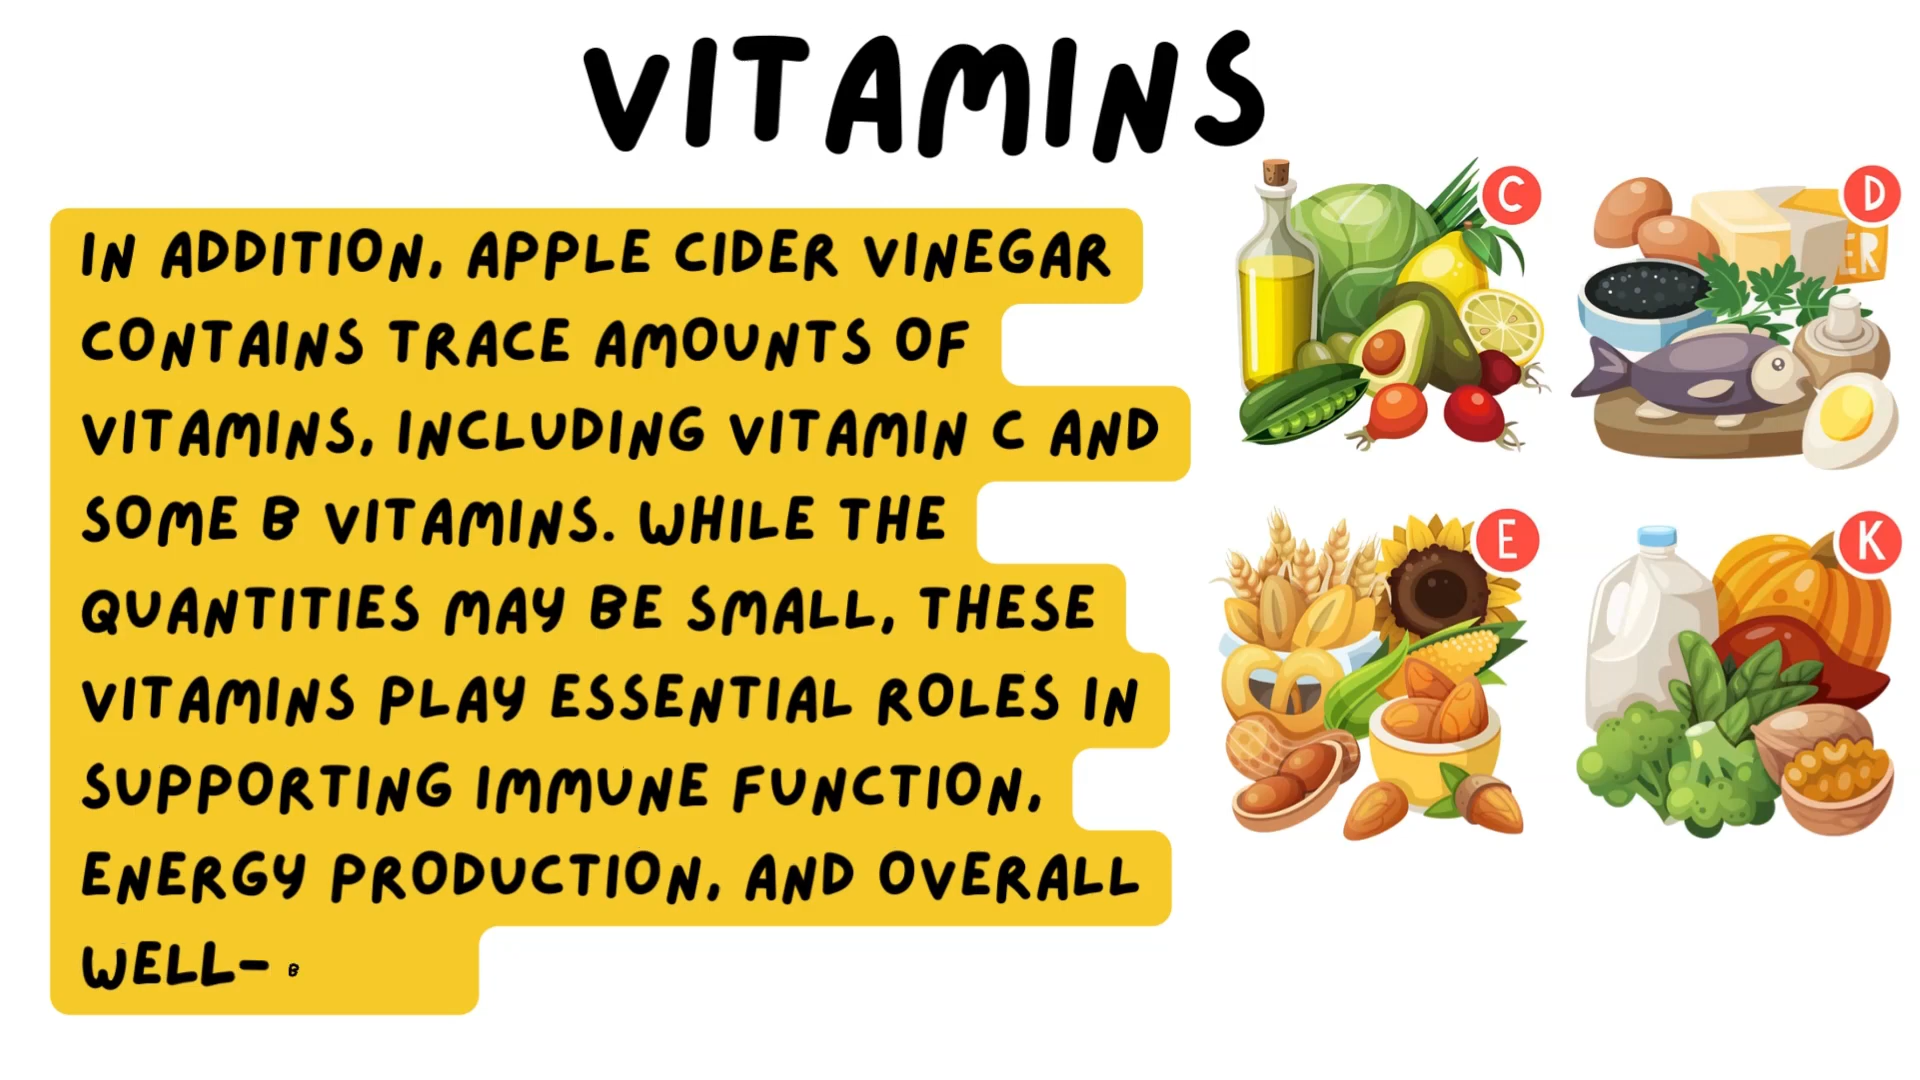 VITAMINS
IN ADDITION, APPLE CIDER VINEGAR
CONTAINS TRACE AMOUNTS OF
VITAMINS, INCLUDING VITAMIN C AND
SOME B VITAMINS. WHILE THE
QUANTITIES MAY BE SMALL, THESE
VITAMINS PLAY ESSENTIAL ROLES IN
SUPPORTING IMMUNE FUNCTION,
ENERGY PRODUCTION, AND OVERALL
WELL- B
C
D
ER
E
K